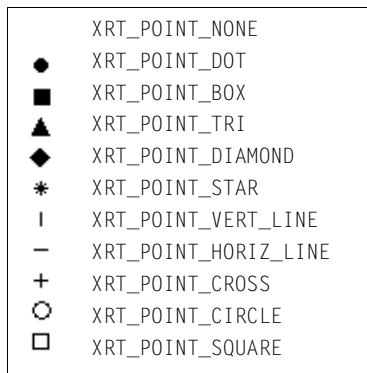 XRT_POINT_NONE
XRT_POINT_DOT
XRT_POINT_BOX
XRT_POINT_TRI
XRT_POINT_DIAMOND
XRT_POINT_STAR
XRT_POINT_VERT_LINE
XRT_POINT_HORIZ_LINE
XRT_POINT_CROSS
XRT_POINT_CIRCLE
XRT_POINT_SQUARE